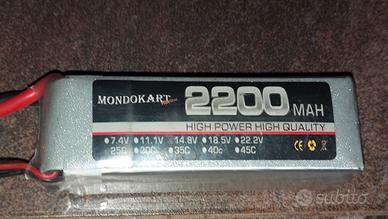 MONDOKART 2200 MAH
HIGH POWER HIGH QUALITY
7.4V 11.1V 14.8V 18.5V 22.2V
25C 30C 35C 40c 45C
subito